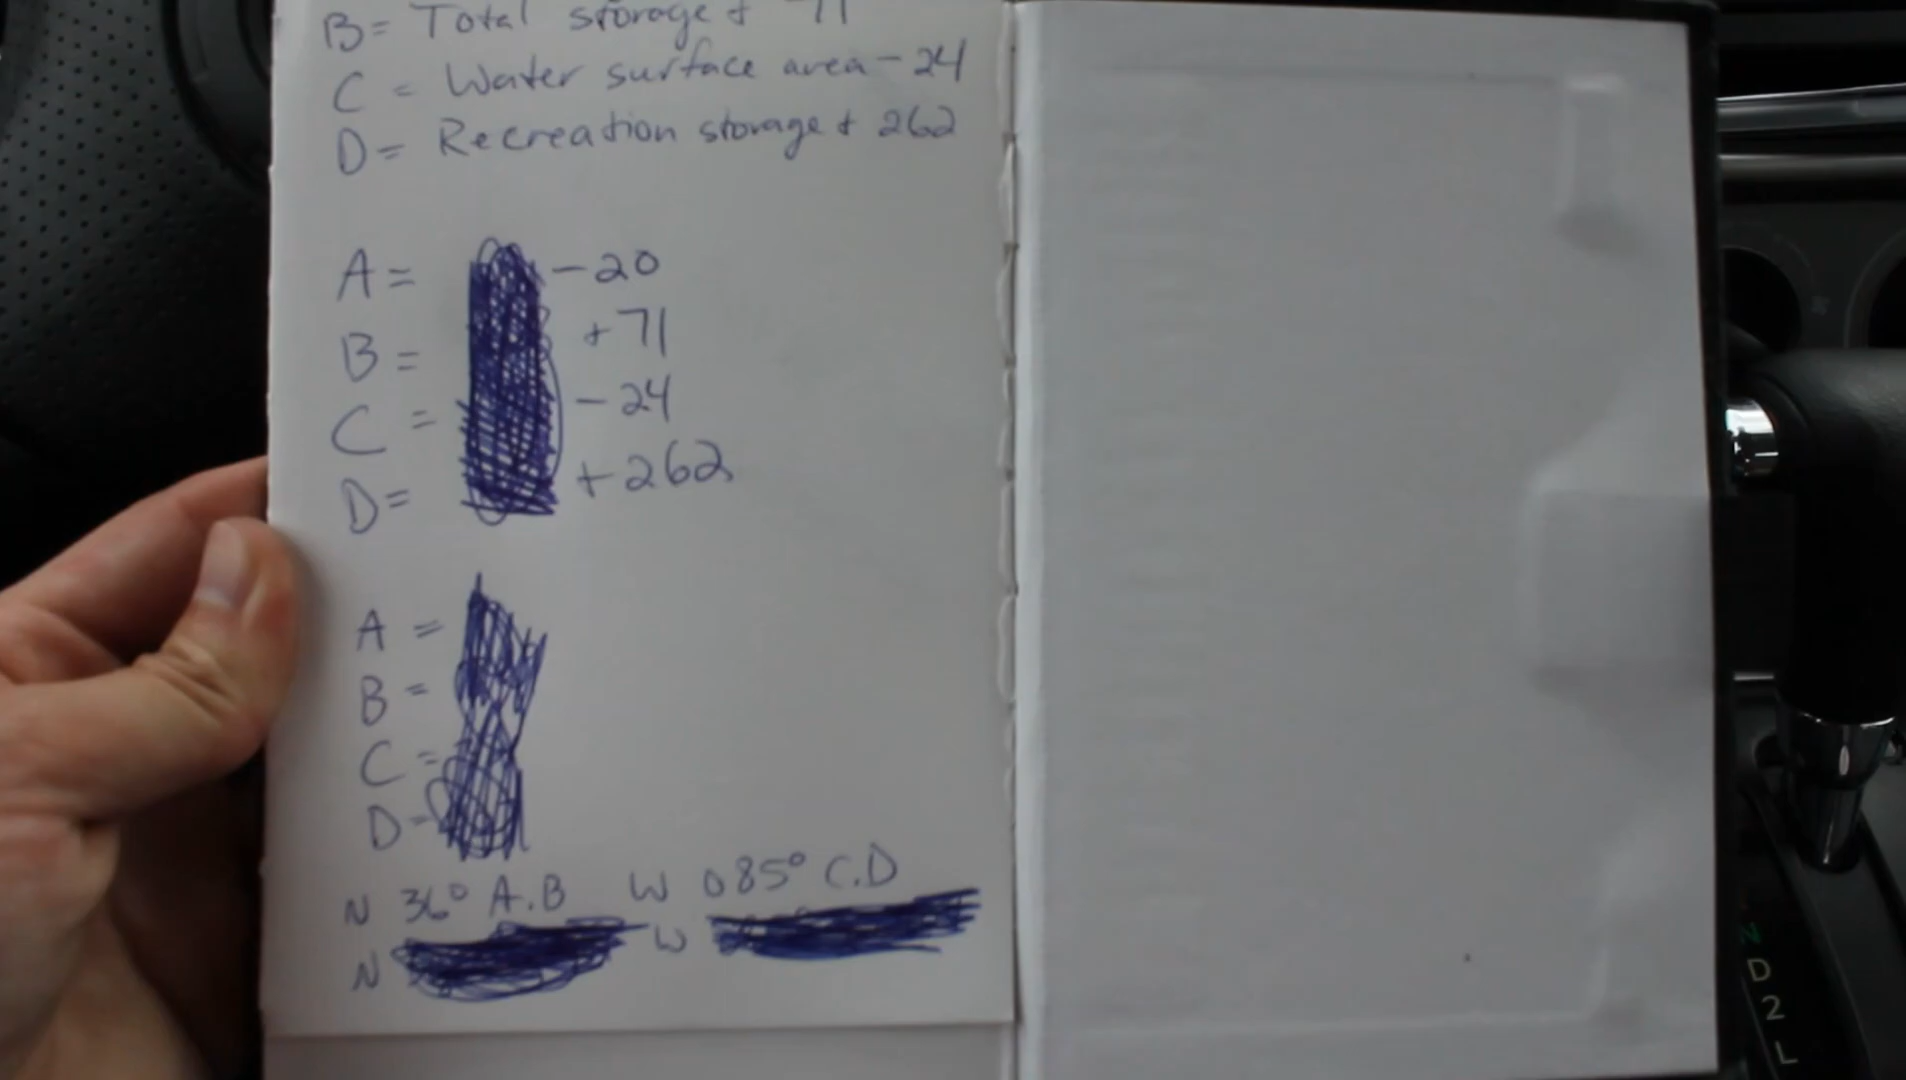 B = Total storage + 71
C = Water surface area - 24
D = Recreation storage + 262
A = -20
B = +71
C = -24
D = +262
A =
B =
C =
D =
N 36° A.B W 085° C.D
N W
N
D
2
L